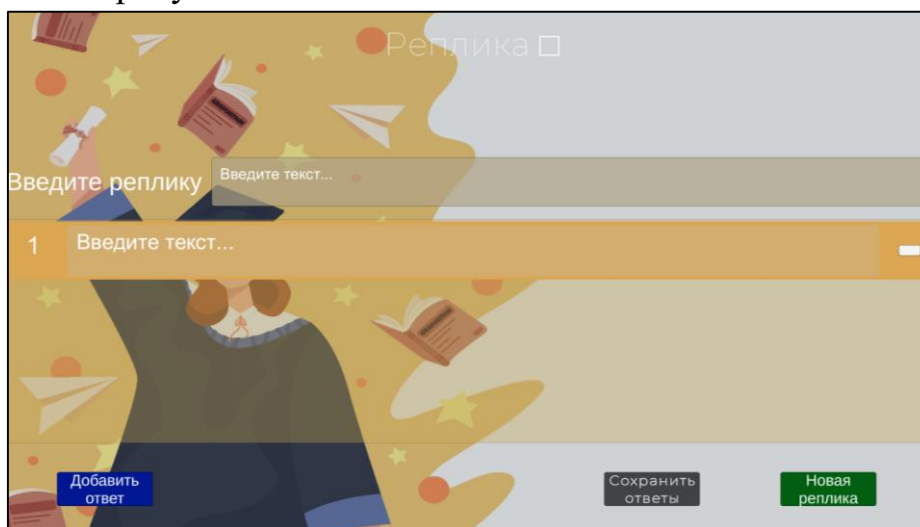 Реплика □
Введите реплику
Введите текст...
1
Введите текст...
Добавить
ответ
Сохранить
ответы
Новая
реплика